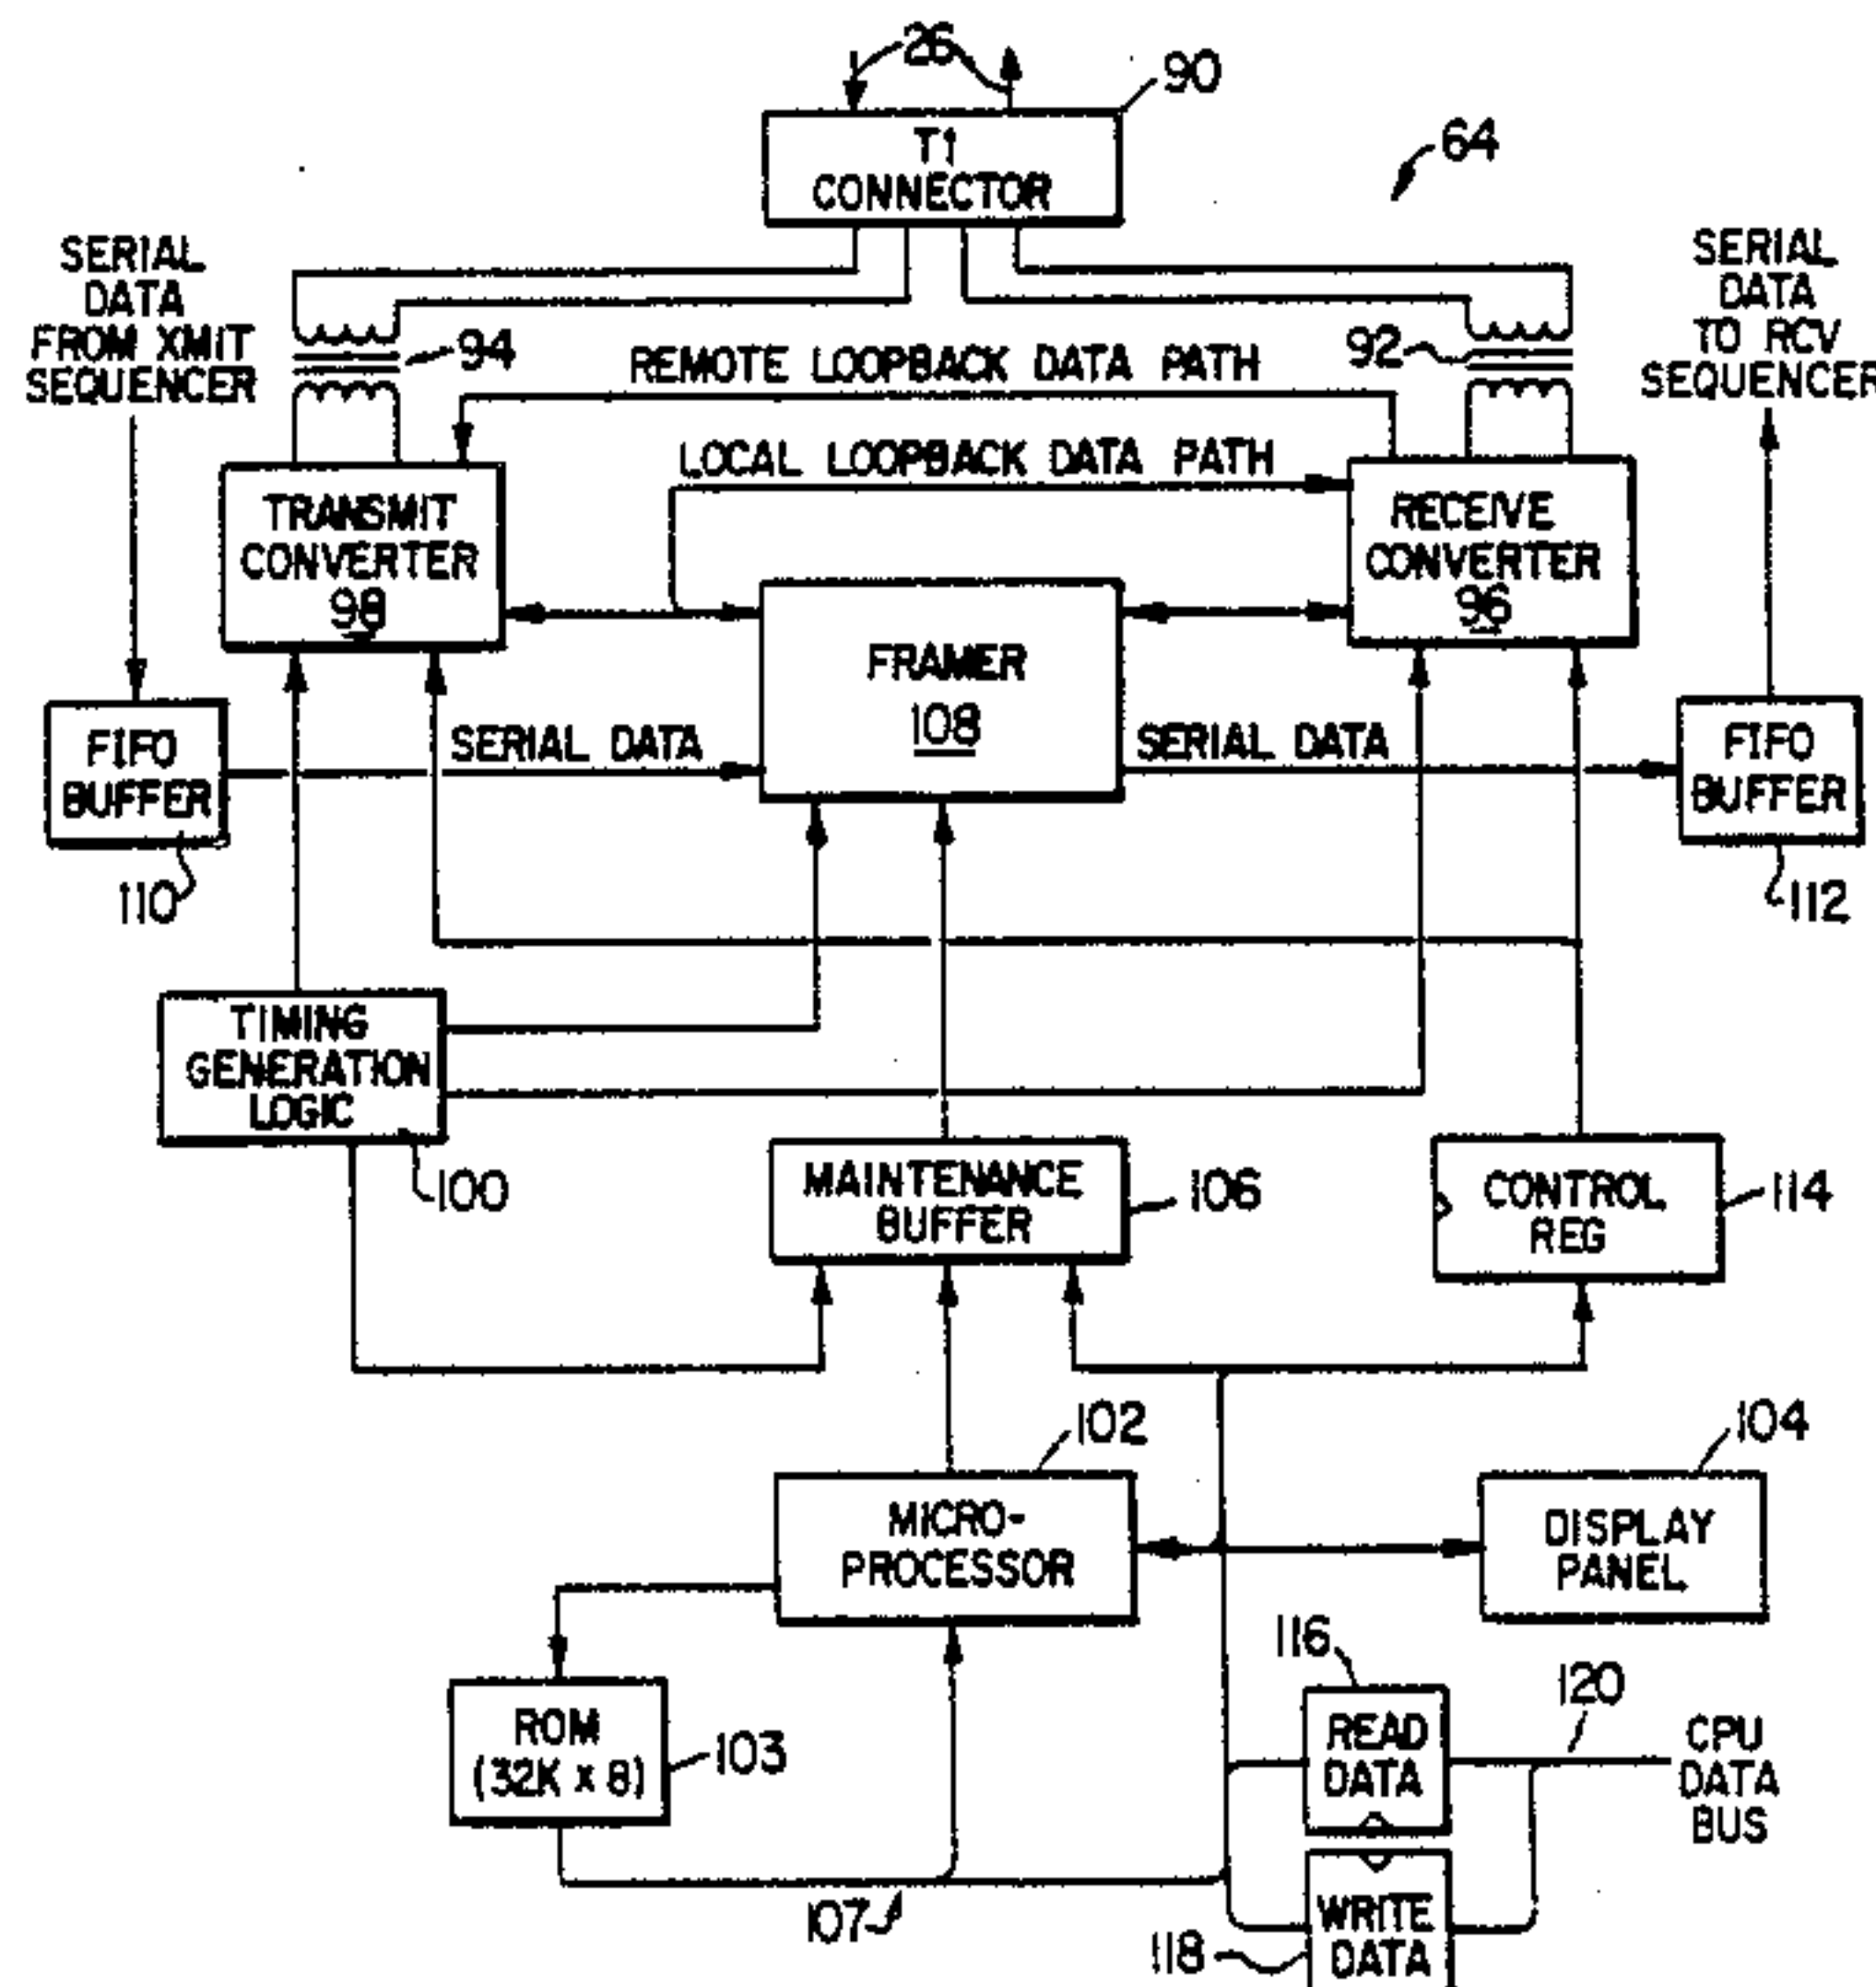 26
90
T1
CONNECTOR
64
SERIAL
DATA
FROM XMIT
SEQUENCER
94
REMOTE LOOPBACK DATA PATH
92
SERIAL
DATA
TO RCV
SEQUENCER
LOCAL LOOPBACK DATA PATH
TRANSMIT
CONVERTER
98
RECEIVE
CONVERTER
96
FRAMER
108
FIFO
BUFFER
110
SERIAL DATA
SERIAL DATA
FIFO
BUFFER
112
TIMING
GENERATION
LOGIC
100
MAINTENANCE
BUFFER
106
CONTROL
REG
114
102
MICRO-
PROCESSOR
104
DISPLAY
PANEL
ROM
(32K x 8)
103
107
116
READ
DATA
120
CPU
DATA
BUS
118
WRITE
DATA